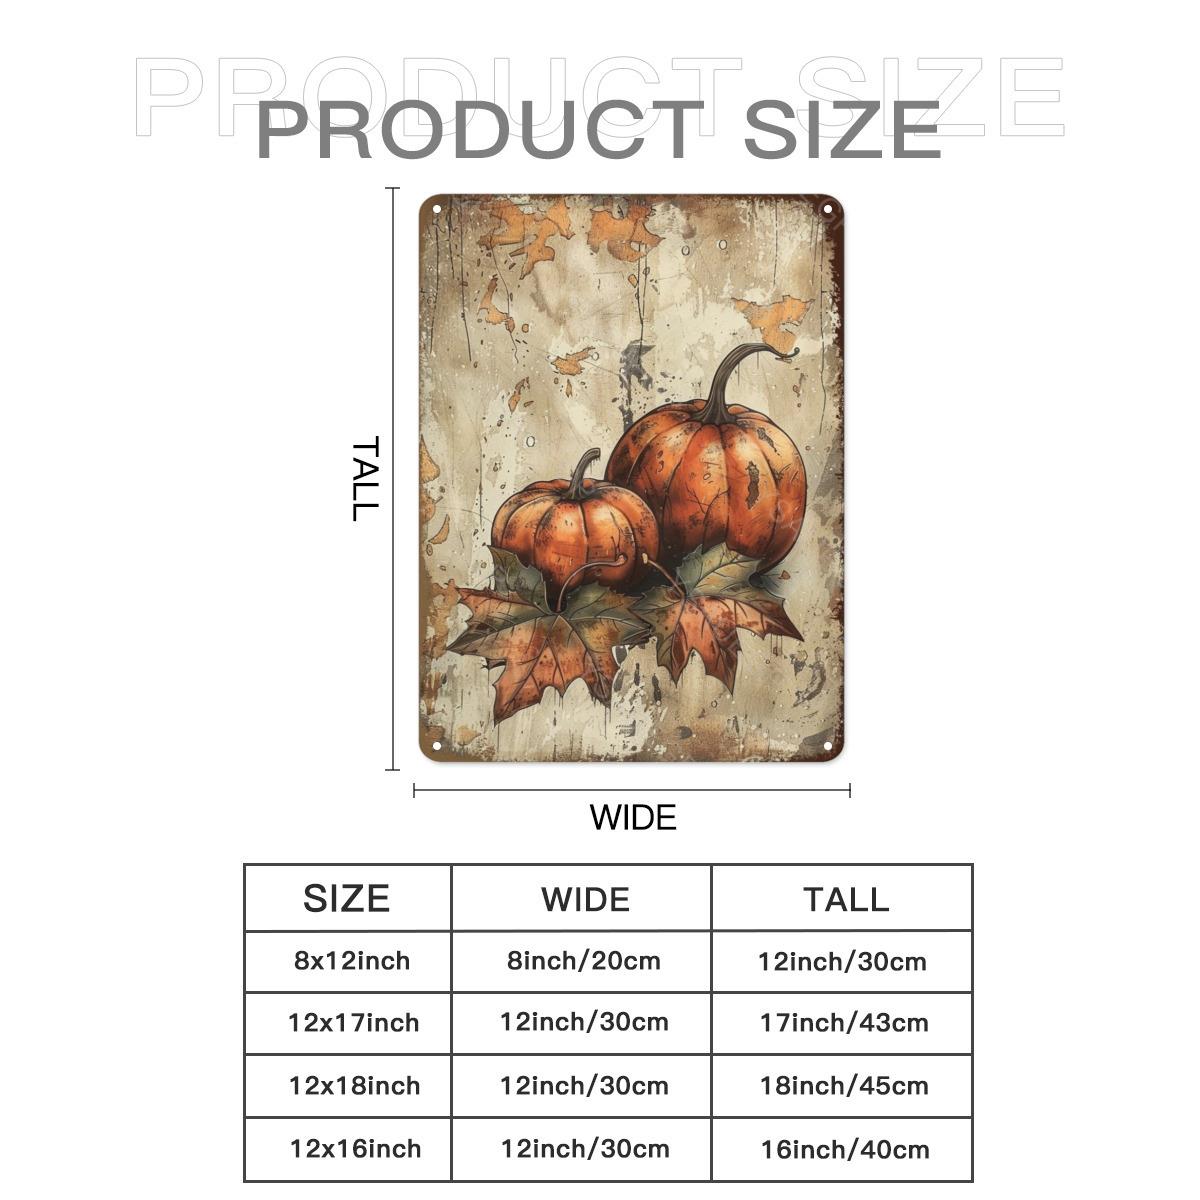 PRODUCT SIZE
PRODUCT SIZE
TALL
WIDE
SIZE WIDE TALL
8x12inch 8inch/20cm 12inch/30cm
12x17inch 12inch/30cm 17inch/43cm
12x18inch 12inch/30cm 18inch/45cm
12x16inch 12inch/30cm 16inch/40cm